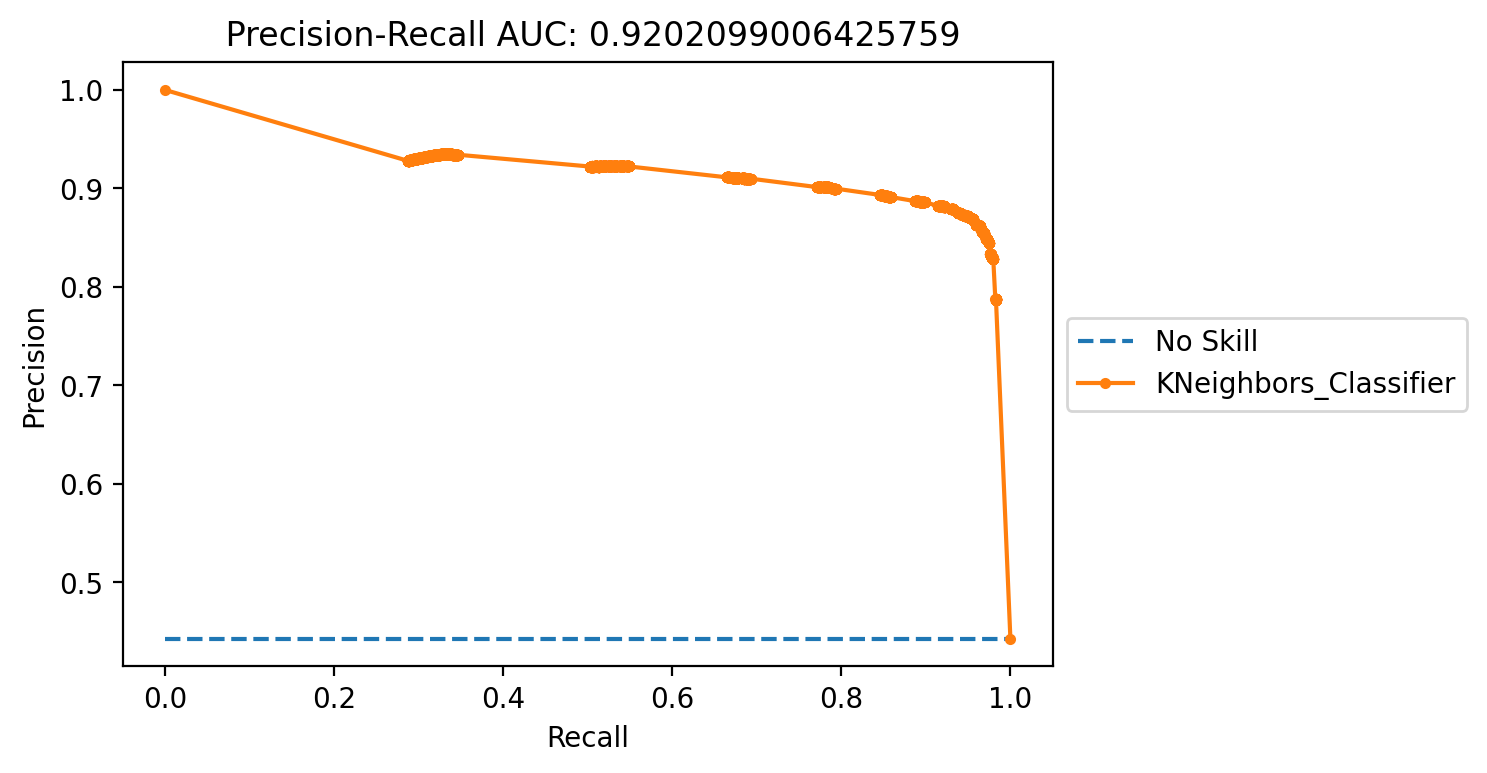 Precision-Recall AUC: 0.9202099006425759
1.0
0.9
0.8
0.7
0.6
0.5
Precision
0.0 0.2 0.4 0.6 0.8 1.0
Recall
No Skill
KNeighbors_Classifier